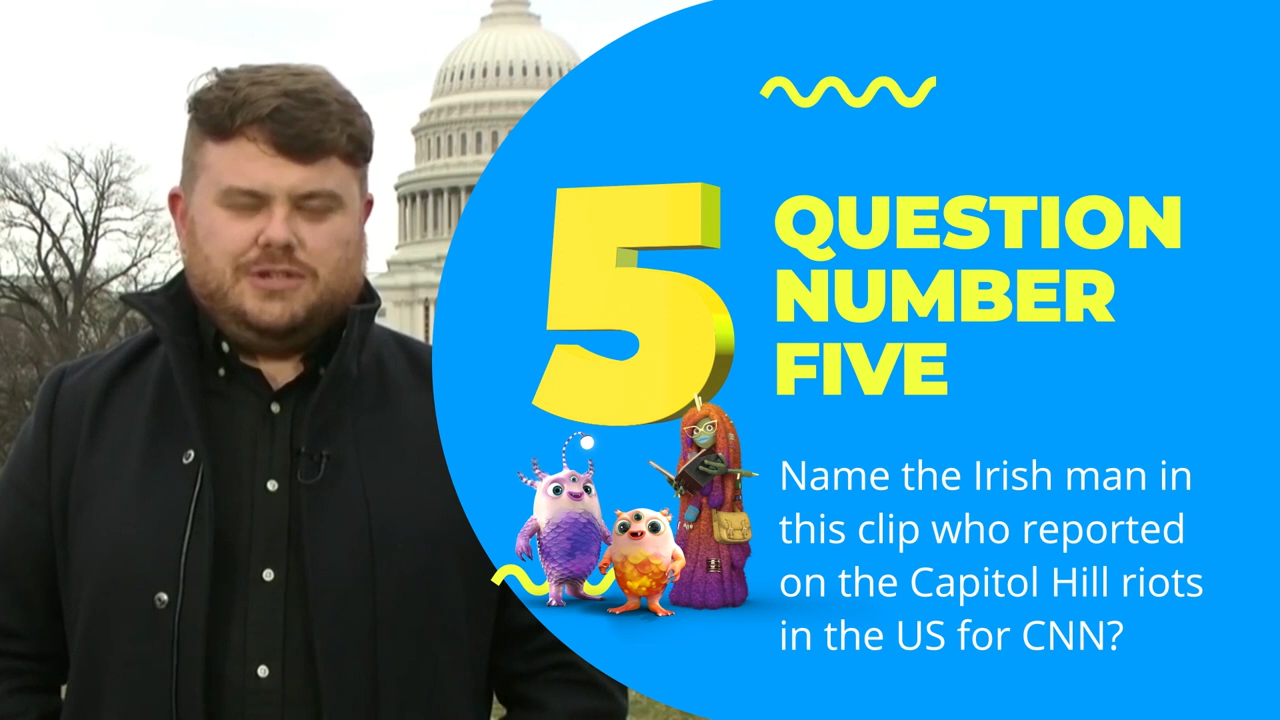 5
QUESTION
NUMBER
FIVE
Name the Irish man in
this clip who reported
on the Capitol Hill riots
in the US for CNN?